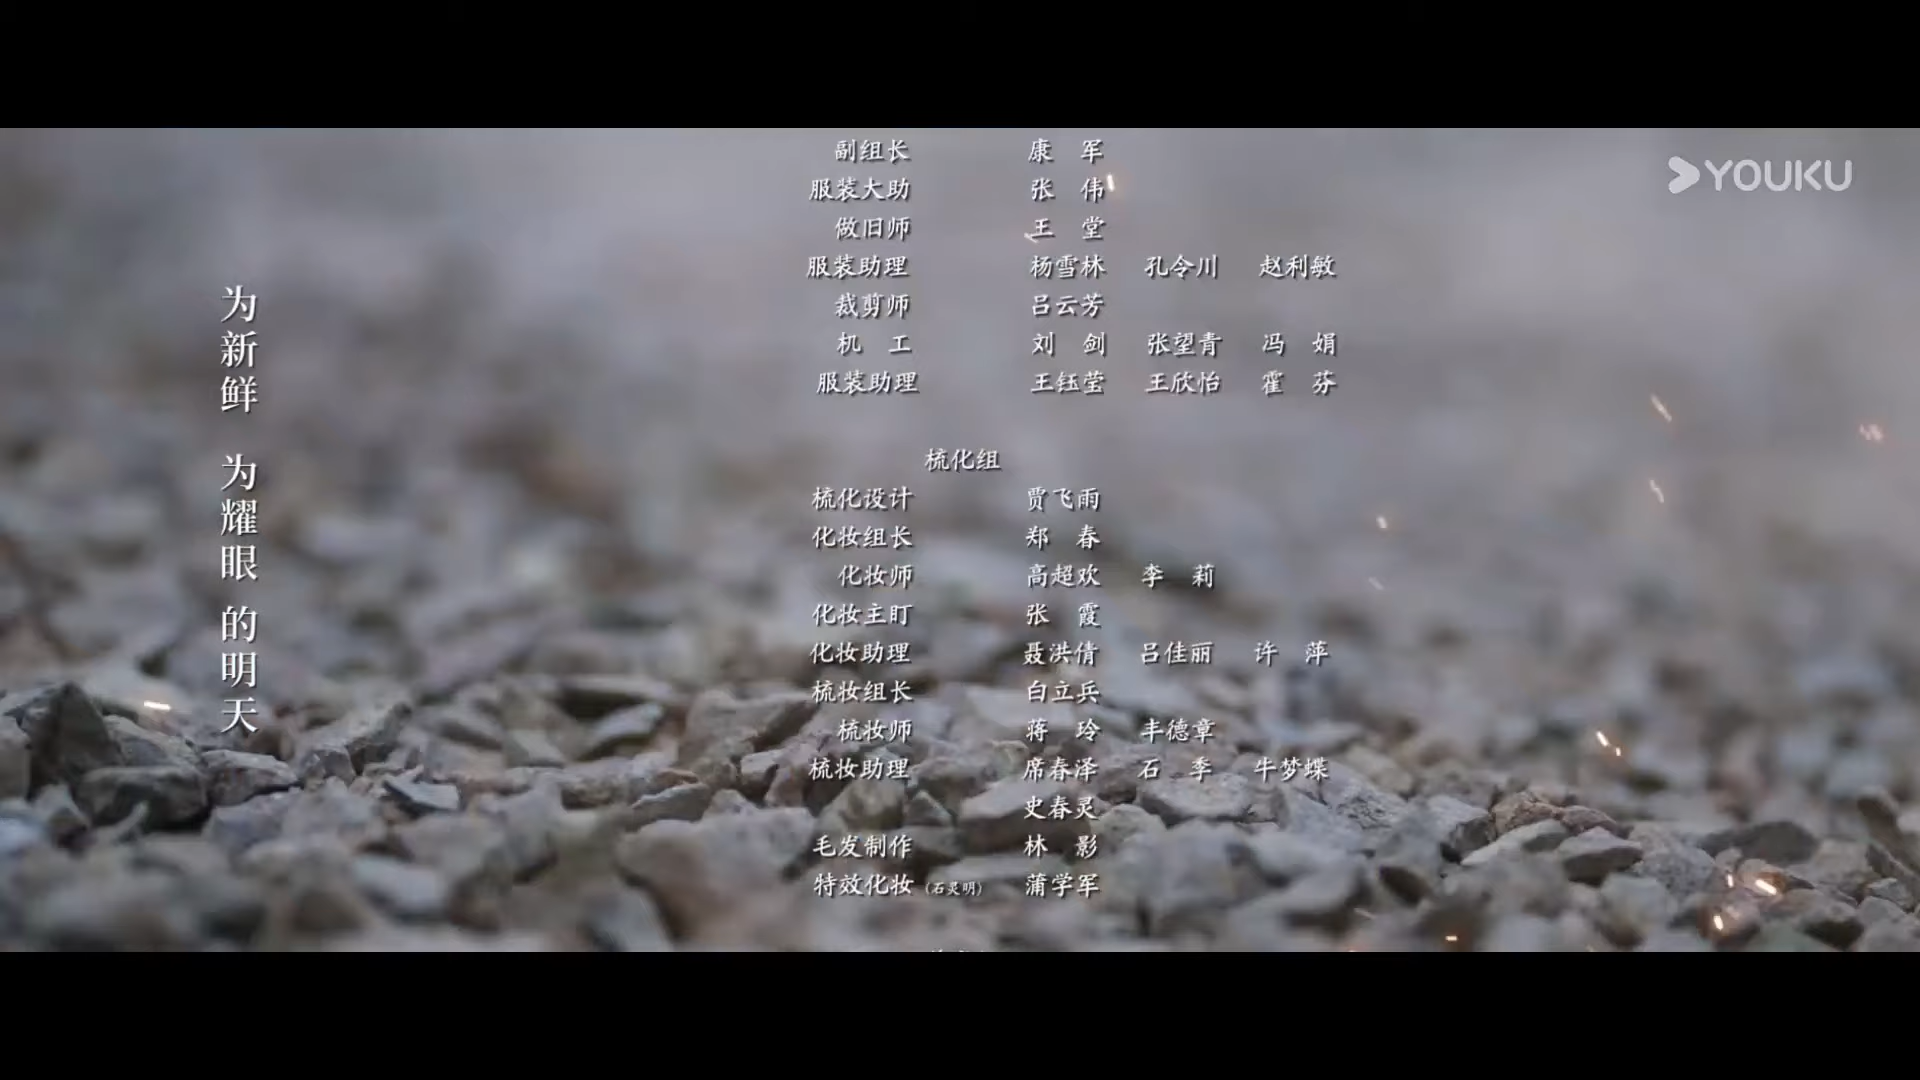 副组长 康 军
YOUKU
服装大助 张 伟
做旧师 王 堂
服装助理 杨雪林 孔令川 赵利敏
裁剪师 吕云芳
机 工 刘 剑 张望青 冯 娟
服装助理 王钰莹 王欣怡 霍 芬
为新鲜 为耀眼 的明天
梳化组
梳化设计 贾飞雨
化妆组长 郑 春
化妆师 高超欢 李 莉
化妆主盯 张 霞
化妆助理 聂洪倩 吕佳丽 许 萍
梳妆组长 白立兵
梳妆师 蒋 玲 丰德章
梳妆助理 席春泽 石 季 牛梦蝶
史春灵
毛发制作 林 影
特效化妆 (石灵明) 蒲学军